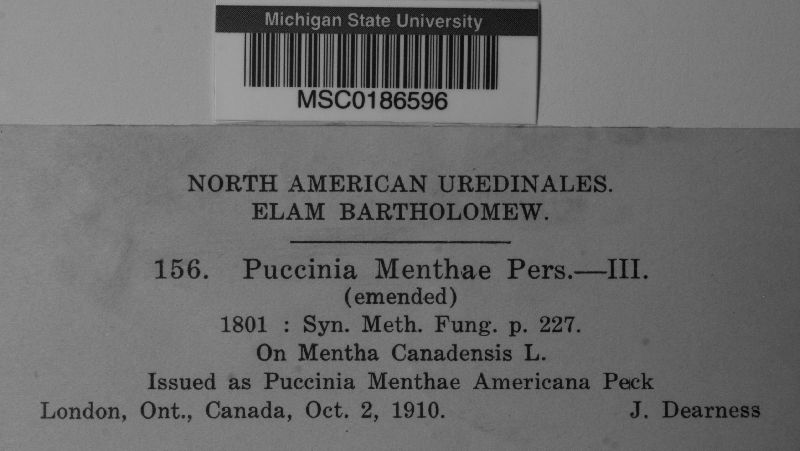 Michigan State University
MSC0186596
NORTH AMERICAN UREDINALES.
ELAM BARTHOLOMEW.
156. Puccinia Menthae Pers.—III.
(emended)
1801 : Syn. Meth. Fung. p. 227.
On Mentha Canadensis L.
Issued as Puccinia Menthae Americana Peck
London, Ont., Canada, Oct. 2, 1910. J. Dearness